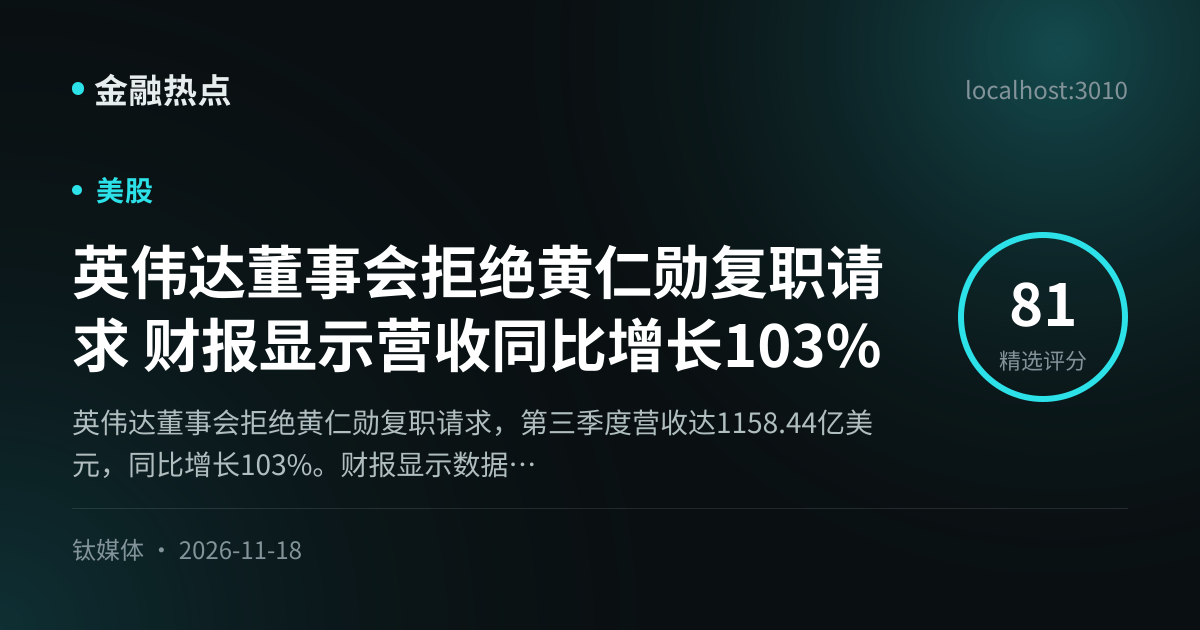 金融热点
localhost:3010
美股
英伟达董事会拒绝黄仁勋复职请
求 财报显示营收同比增长103%
81
精选评分
英伟达董事会拒绝黄仁勋复职请求，第三季度营收达1158.44亿美
元，同比增长103%。财报显示数据…
钛媒体 · 2026-11-18